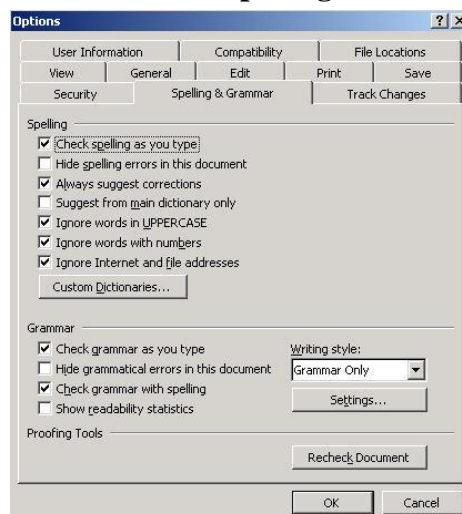 Options
User Information Compatibility File Locations
View General Edit Print Save
Security Spelling & Grammar Track Changes
Spelling
Check spelling as you type
Hide spelling errors in this document
Always suggest corrections
Suggest from main dictionary only
Ignore words in UPPERCASE
Ignore words with numbers
Ignore Internet and file addresses
Custom Dictionaries...
Grammar
Check grammar as you type Writing style:
Hide grammatical errors in this document Grammar Only
Check grammar with spelling
Show readability statistics Settings...
Proofing Tools
Recheck Document
OK Cancel